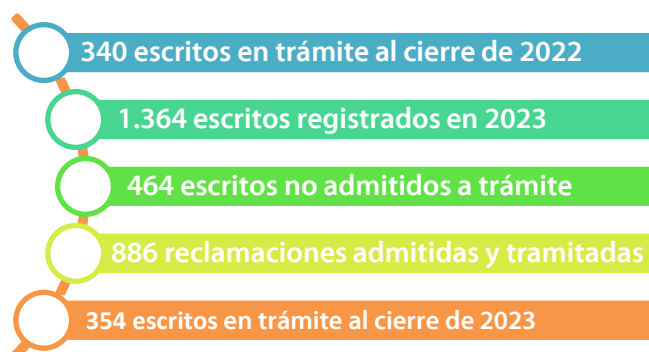 340 escritos en trámite al cierre de 2022
1.364 escritos registrados en 2023
464 escritos no admitidos a trámite
886 reclamaciones admitidas y tramitadas
354 escritos en trámite al cierre de 2023